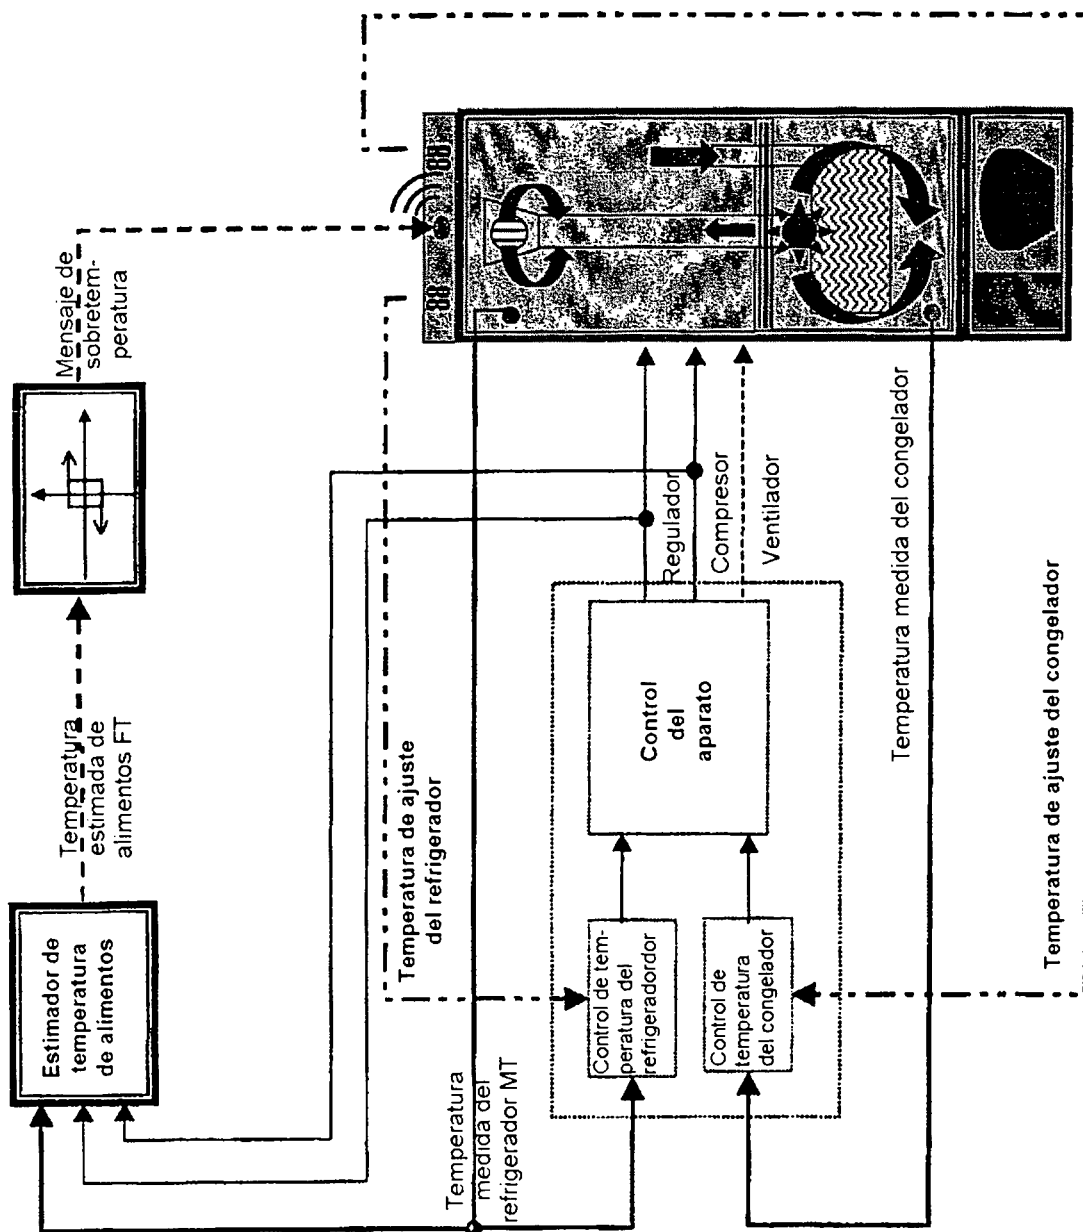 Mensaje de
sobretem-
peratura
88
88
Temperatura
estimada de
alimentos FT
Estimador de
temperatura
de alimentos
Temperatura de ajuste
del refrigerador
Regulador
Compresor
Ventilador
Temperatura medida del congelador
Control
del
aparato
Control de tem-
peratura del
refrigeradordor
Control de
temperatura
del congelador
Temperatura
medida del
refrigerador MT
Temperatura de ajuste del congelador